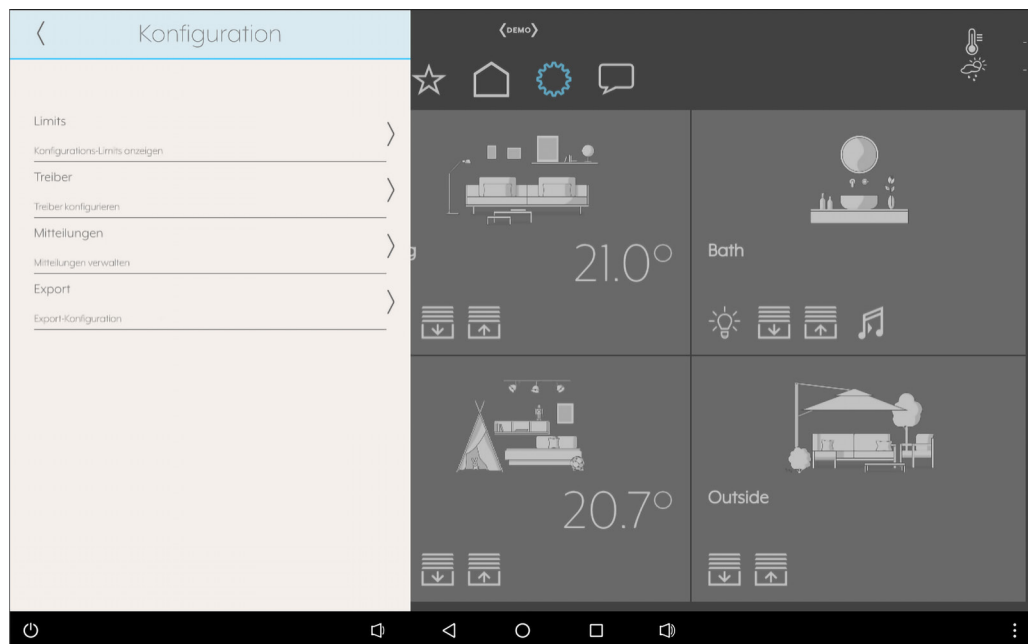 Konfiguration
DEMO
Limits
Konfigurations-Limits anzeigen
Treiber
Treiber konfigurieren
Mitteilungen
Mitteilungen verwalten
Export
Export-Konfiguration
g
21.0°
Bath
20.7°
Outside